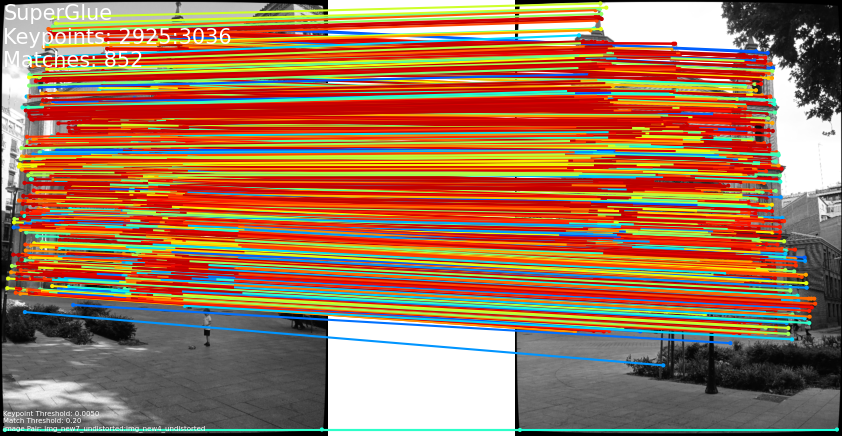 SuperGlue
Keypoints: 2925:3036
Matches: 852
Keypoint Threshold: 0.0050
Match Threshold: 0.20
Image Pair: img_new7_undistorted:img_new4_undistorted